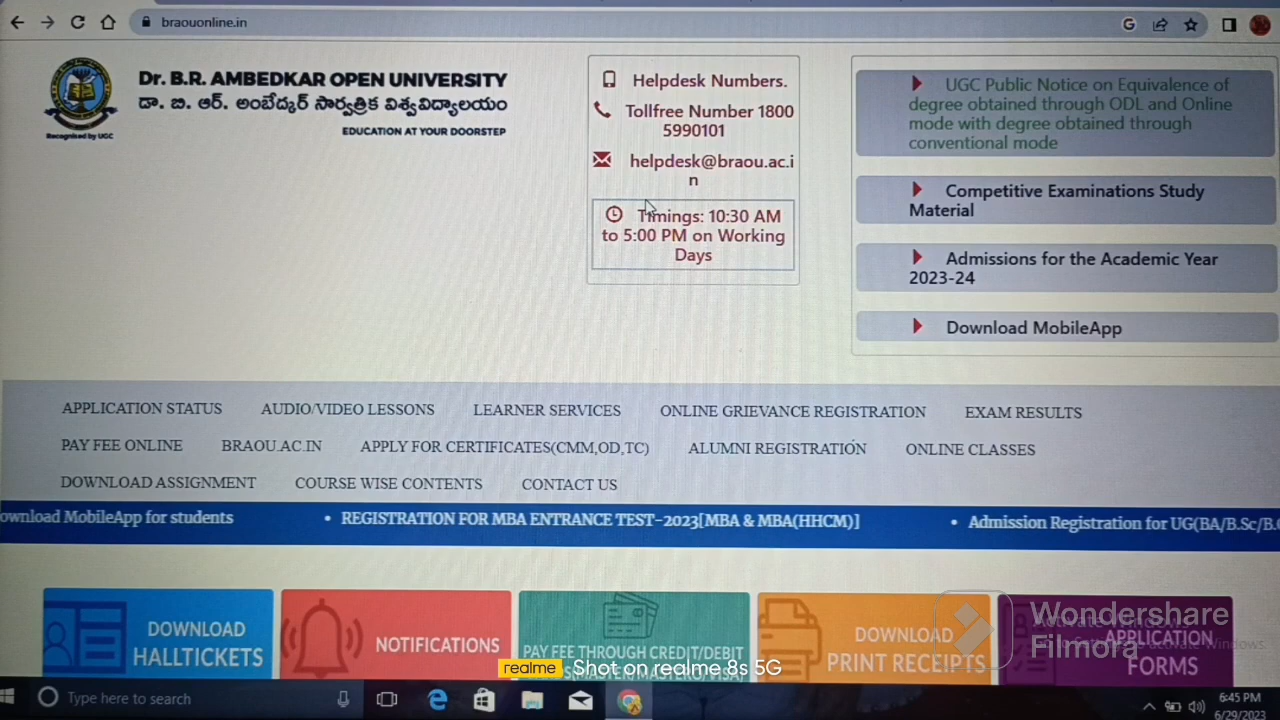 braouonline.in
Dr. B.R. AMBEDKAR OPEN UNIVERSITY
డా. బి. ఆర్. అంబేద్కర్ సార్వత్రిక విశ్వవిద్యాలయం
EDUCATION AT YOUR DOORSTEP
Recognised by UGC
Helpdesk Numbers.
Tollfree Number 1800
5990101
helpdesk@braou.ac.i
n
Timings: 10:30 AM
to 5:00 PM on Working
Days
UGC Public Notice on Equivalence of
degree obtained through ODL and Online
mode with degree obtained through
conventional mode
Competitive Examinations Study
Material
Admissions for the Academic Year
2023-24
Download MobileApp
APPLICATION STATUS AUDIO/VIDEO LESSONS LEARNER SERVICES ONLINE GRIEVANCE REGISTRATION EXAM RESULTS
PAY FEE ONLINE BRAOU.AC.IN APPLY FOR CERTIFICATES(CMM,OD,TC) ALUMNI REGISTRATION ONLINE CLASSES
DOWNLOAD ASSIGNMENT COURSE WISE CONTENTS CONTACT US
ownload MobileApp for students • REGISTRATION FOR MBA ENTRANCE TEST-2023[MBA & MBA(HHCM)] • Admission Registration for UG(BA/B.Sc/B.
DOWNLOAD
HALLTICKETS
NOTIFICATIONS
PAY FEE THROUGH CREDIT/DEBIT
DOWNLOAD
PRINT RECEIPTS
APPLICATION
FORMS
Wondershare
Filmora
realme Shot on realme 8s 5G
Type here to search
6:45 PM
6/29/2023